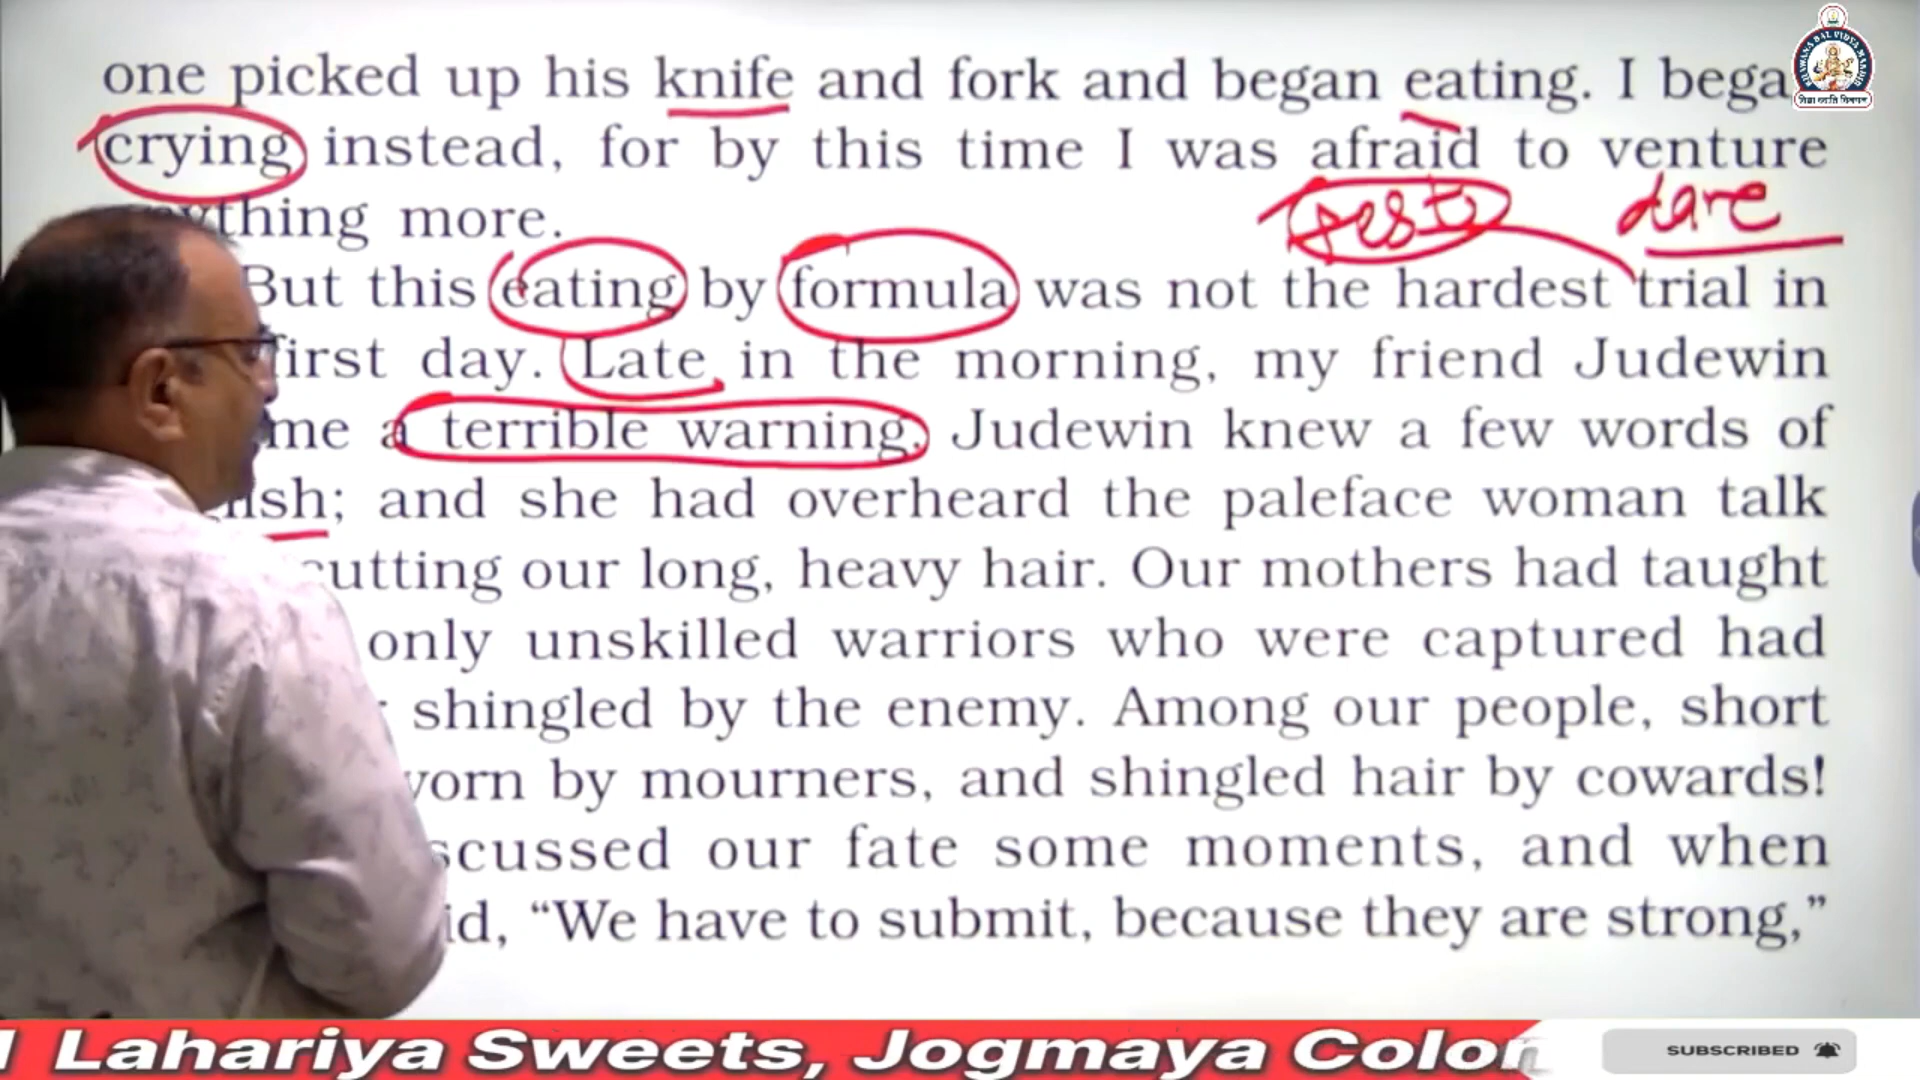 one picked up his knife and fork and began eating. I bega
crying instead, for by this time I was afraid to venture
ything more.
test dare
But this eating by formula was not the hardest trial in
first day. Late in the morning, my friend Judewin
me a terrible warning. Judewin knew a few words of
lish; and she had overheard the paleface woman talk
cutting our long, heavy hair. Our mothers had taught
only unskilled warriors who were captured had
shingled by the enemy. Among our people, short
worn by mourners, and shingled hair by cowards!
scussed our fate some moments, and when
id, “We have to submit, because they are strong,”
Lahariya Sweets, Jogmaya Colon
SUBSCRIBED